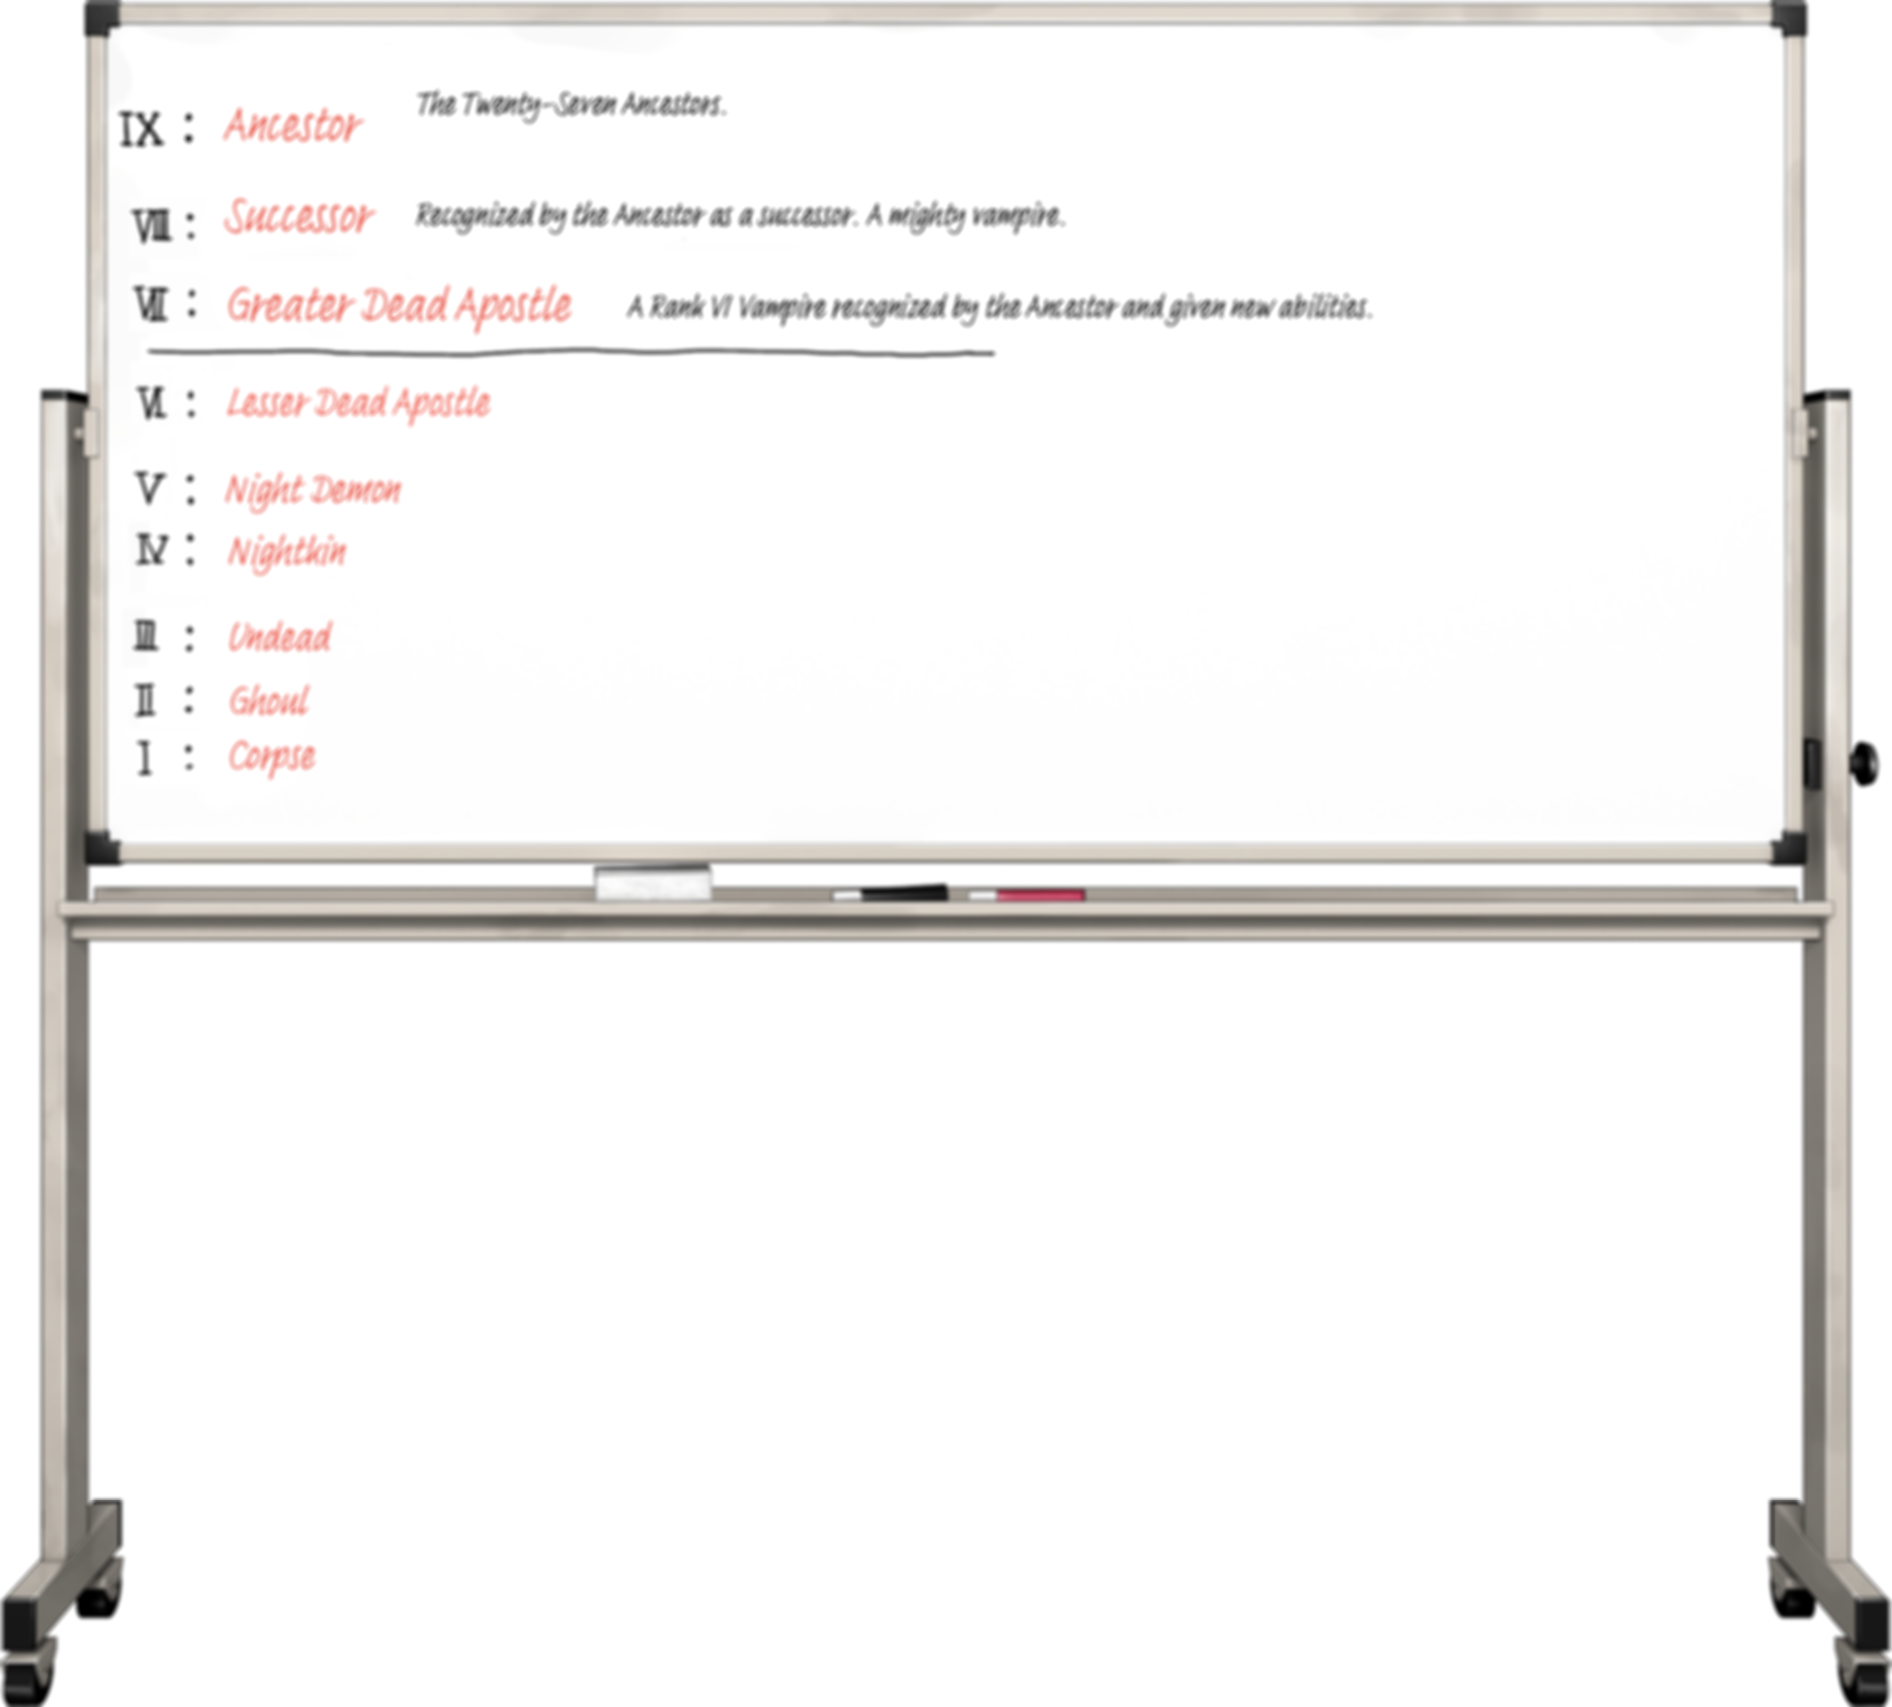 IX : Ancestor The Twenty-Seven Ancestors.
VIII : Successor Recognized by the Ancestor as a successor. A mighty vampire.
VII : Greater Dead Apostle A Rank VI Vampire recognized by the Ancestor and given new abilities.
VI : Lesser Dead Apostle
V : Night Demon
IV : Nightkin
III : Undead
II : Ghoul
I : Corpse